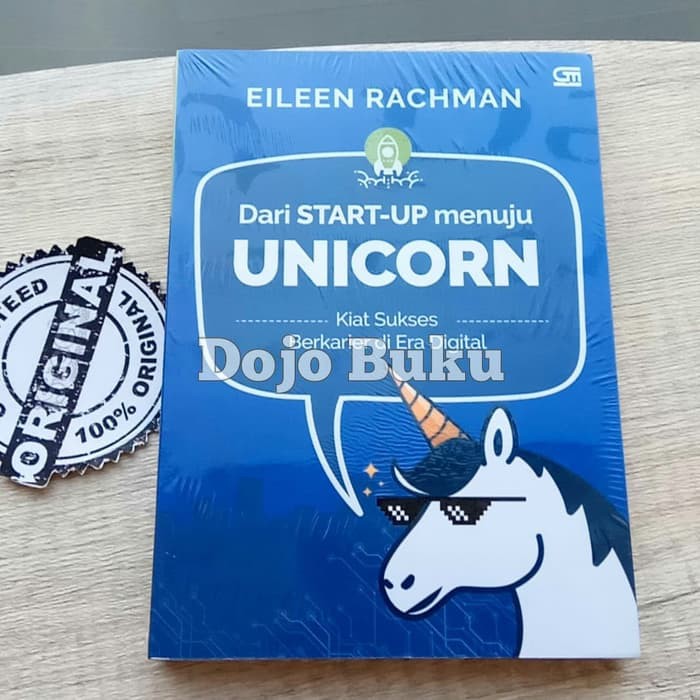 EILEEN RACHMAN
Dari START-UP menuju
UNICORN
Kiat Sukses
Berkarier di Era Digital
Dojo Buku
ORIGINAL
100% ORIGINAL